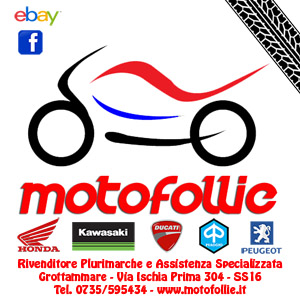 ebay
f
motofollie
HONDA
Kawasaki
DUCATI
PIAGGIO
PEUGEOT
Rivenditore Plurimarche e Assistenza Specializzata
Grottammare - Via Ischia Prima 304 - SS16
Tel. 0735/595434 - www.motofollie.it